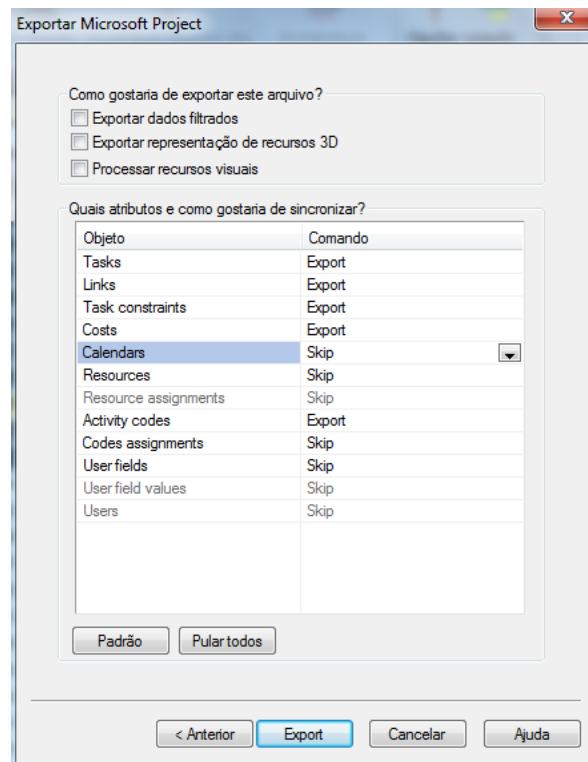 Exportar Microsoft Project
x
Como gostaria de exportar este arquivo?
Exportar dados filtrados
Exportar representação de recursos 3D
Processar recursos visuais
Quais atributos e como gostaria de sincronizar?
Objeto Comando
Tasks Export
Links Export
Task constraints Export
Costs Export
Calendars Skip
Resources Skip
Resource assignments Skip
Activity codes Export
Codes assignments Skip
User fields Skip
User field values Skip
Users Skip
Padrão Pular todos
< Anterior Export Cancelar Ajuda